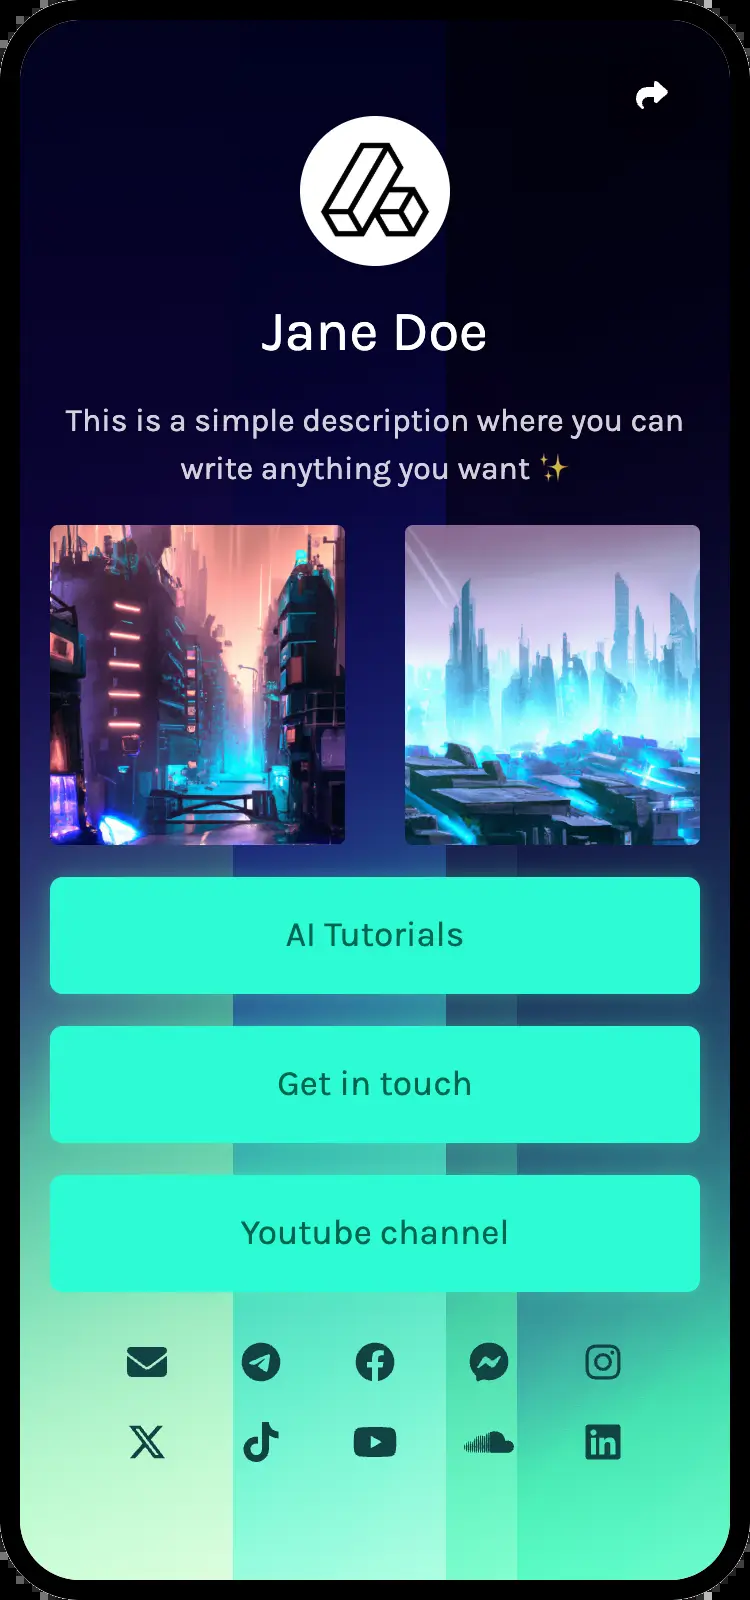 Jane Doe
This is a simple description where you can
write anything you want ✨
AI Tutorials
Get in touch
Youtube channel